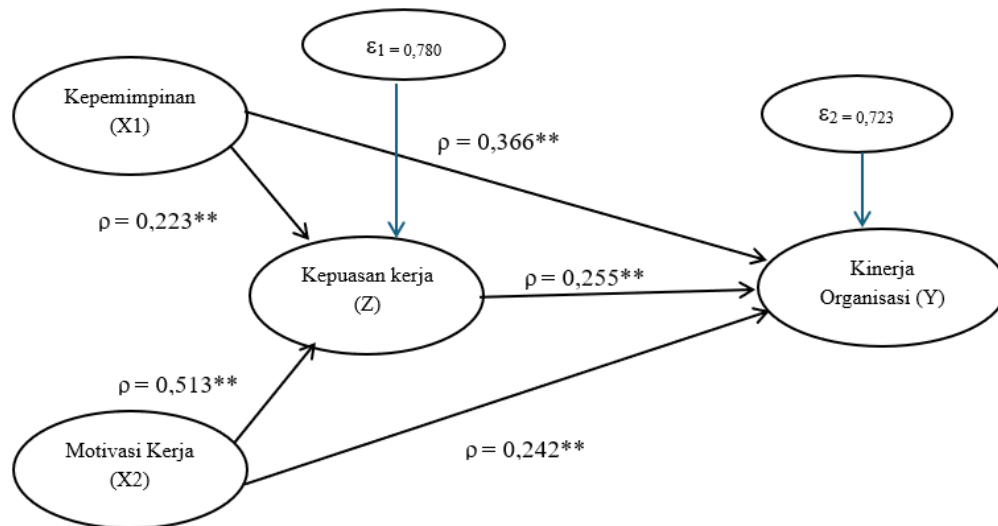 ε1 = 0,780
Kepemimpinan
(X1)
ε2 = 0,723
ρ = 0,366**
ρ = 0,223**
Kepuasan kerja
(Z)
ρ = 0,255**
Kinerja
Organisasi (Y)
ρ = 0,513**
Motivasi Kerja
(X2)
ρ = 0,242**